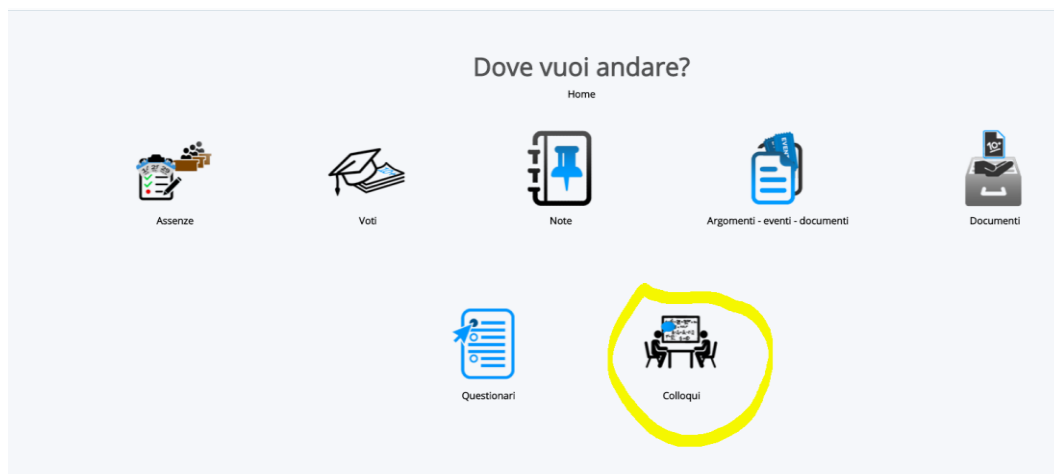 Dove vuoi andare?
Home
Assenze
Voti
Note
Argomenti - eventi - documenti
Documenti
Questionari
Colloqui